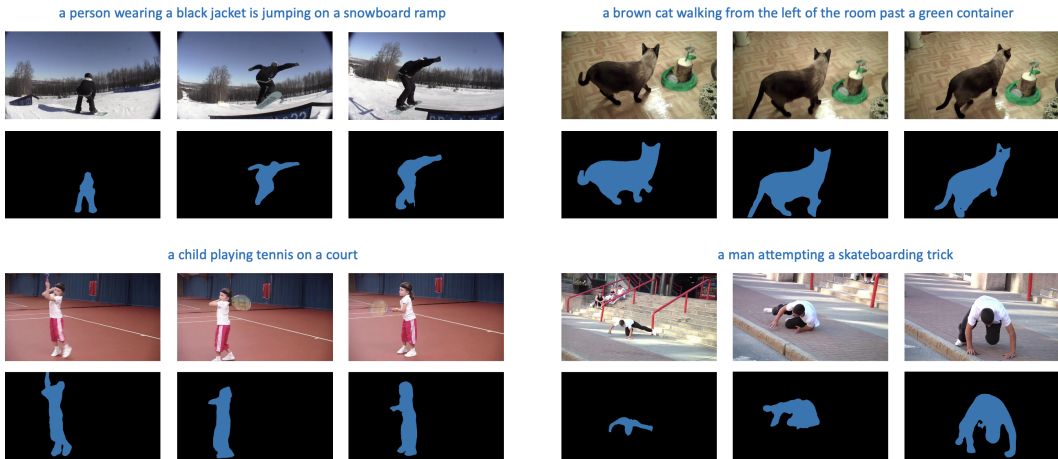 a person wearing a black jacket is jumping on a snowboard ramp
a brown cat walking from the left of the room past a green container
a child playing tennis on a court
a man attempting a skateboarding trick